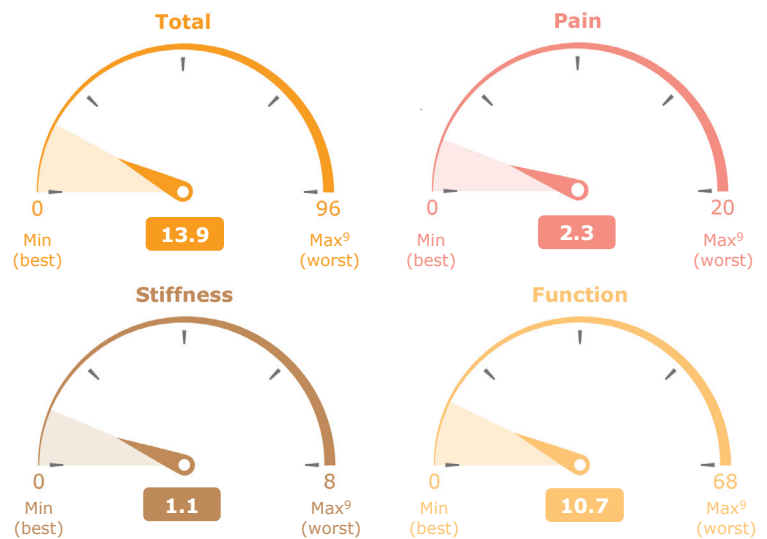 Total
0
96
Min
(best)
13.9
Max⁹
(worst)
Pain
0
20
Min
(best)
2.3
Max⁹
(worst)
Stiffness
0
8
Min
(best)
1.1
Max⁹
(worst)
Function
0
68
Min
(best)
10.7
Max⁹
(worst)